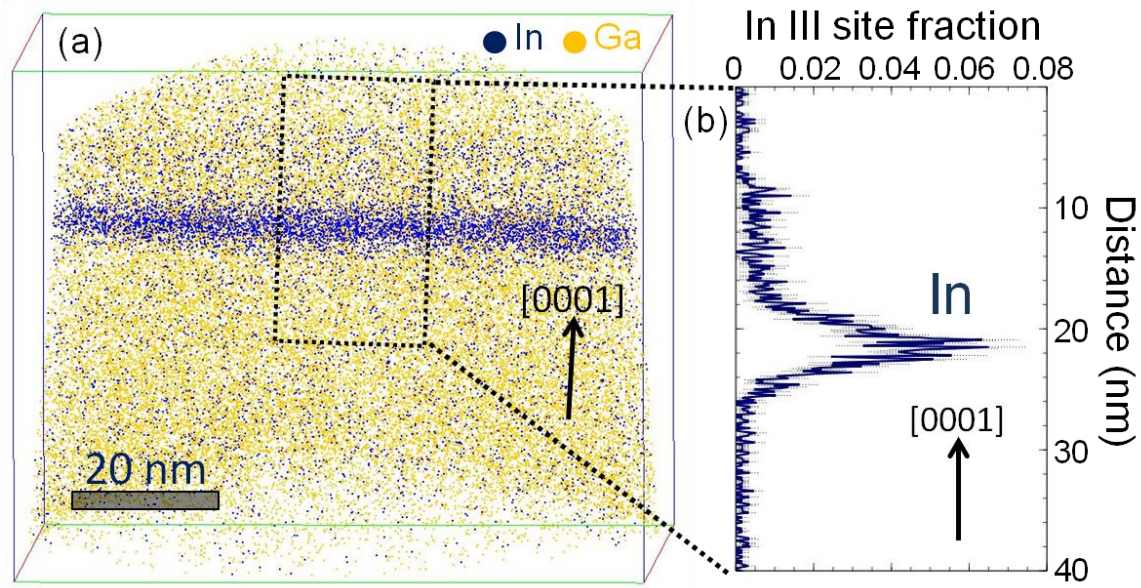 (a)
In Ga
[0001]
20 nm
In III site fraction
0 0.02 0.04 0.06 0.08
(b)
10
In
20
[0001]
30
40
Distance (nm)